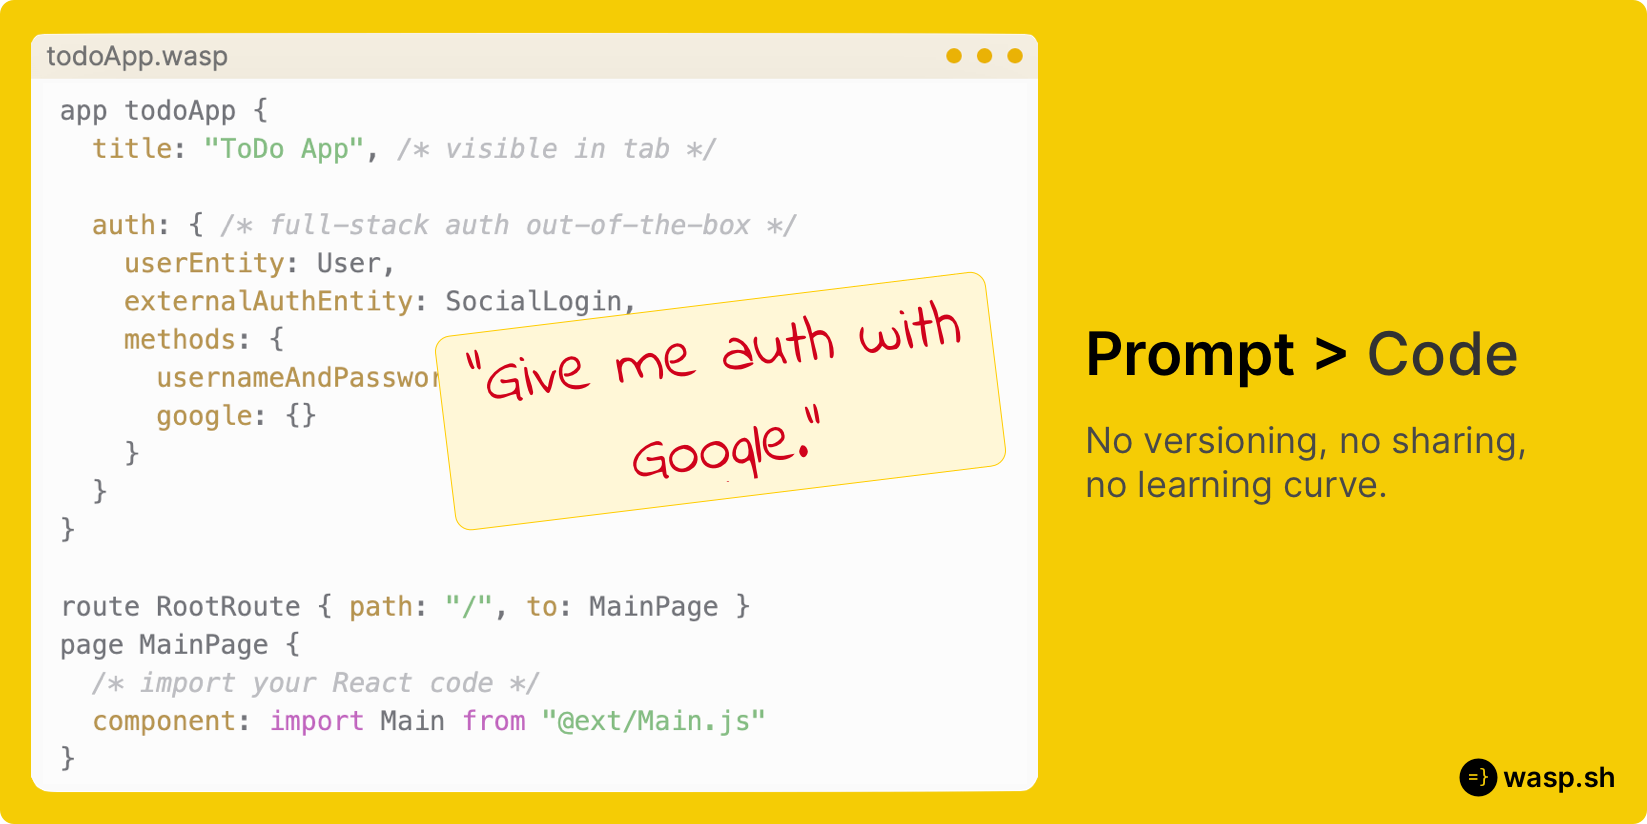 todoApp.wasp
app todoApp {
title: "ToDo App", /* visible in tab */
auth: { /* full-stack auth out-of-the-box */
userEntity: User,
externalAuthEntity: SocialLogin,
methods: {
google: {}
}
}
}
route RootRoute { path: "/", to: MainPage }
page MainPage {
/* import your React code */
component: import Main from "@ext/Main.js"
}
"Give me auth with
Google."
Prompt > Code
No versioning, no sharing,
no learning curve.
=} wasp.sh